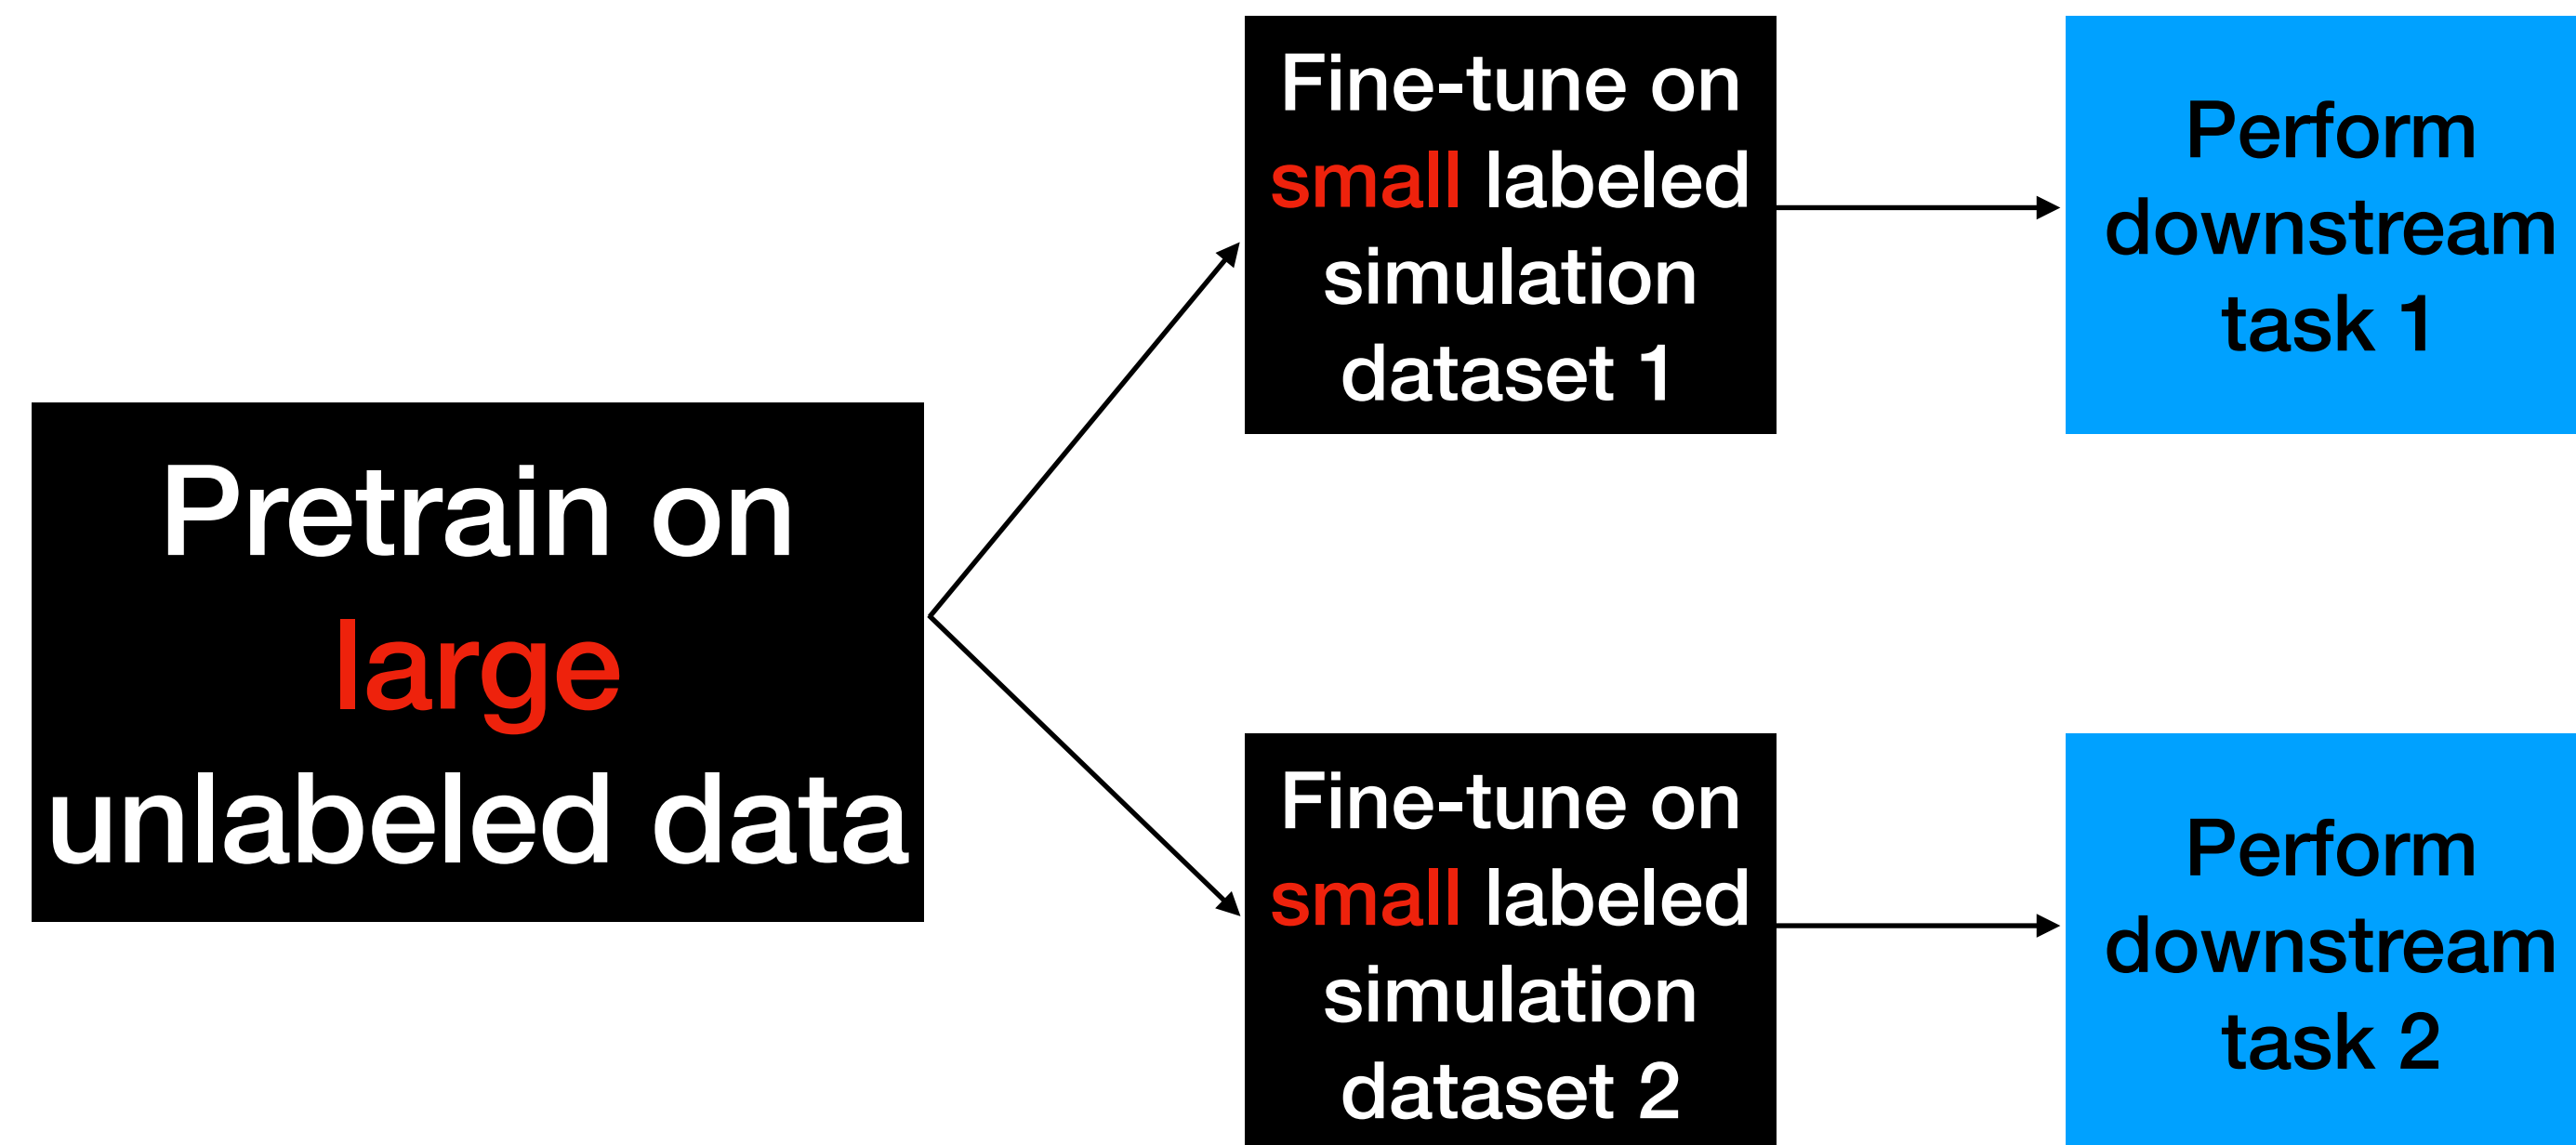 Pretrain on
large
unlabeled data
Fine-tune on
small labeled
simulation
dataset 1
Perform
downstream
task 1
Fine-tune on
small labeled
simulation
dataset 2
Perform
downstream
task 2